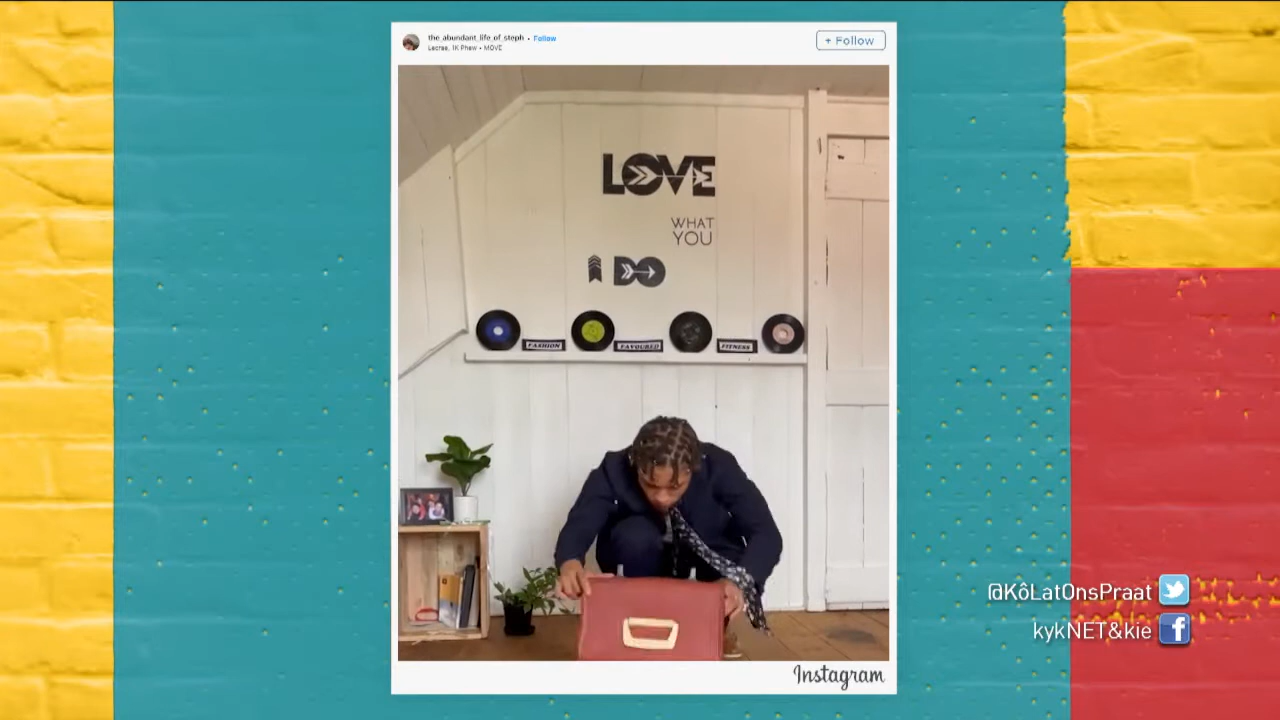 the_abundant_life_of_steph • Follow
Lecrae, 1K Phew • MOVE
+ Follow
LOVE
WHAT
YOU
I DO
FASHION
FAVOURED
FITNESS
@KôLatOnsPraat
kykNET&kie
Instagram